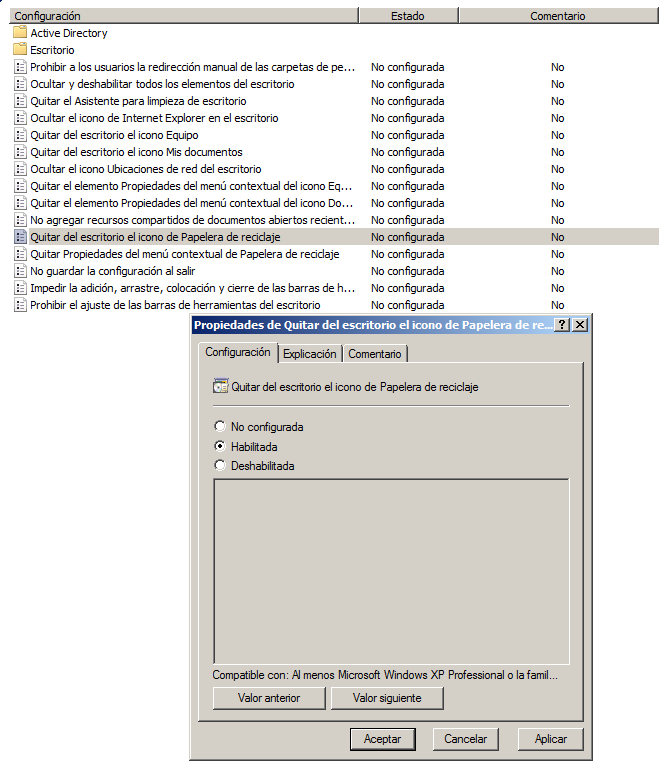 Configuración Estado Comentario
Active Directory
Escritorio
Prohibir a los usuarios la redirección manual de las carpetas de pe... No configurada No
Ocultar y deshabilitar todos los elementos del escritorio No configurada No
Quitar el Asistente para limpieza de escritorio No configurada No
Ocultar el icono de Internet Explorer en el escritorio No configurada No
Quitar del escritorio el icono Equipo No configurada No
Quitar del escritorio el icono Mis documentos No configurada No
Ocultar el icono Ubicaciones de red del escritorio No configurada No
Quitar el elemento Propiedades del menú contextual del icono Eq... No configurada No
Quitar el elemento Propiedades del menú contextual del icono Do... No configurada No
No agregar recursos compartidos de documentos abiertos recient... No configurada No
Quitar del escritorio el icono de Papelera de reciclaje No configurada No
Quitar Propiedades del menú contextual de Papelera de reciclaje No configurada No
No guardar la configuración al salir No configurada No
Impedir la adición, arrastre, colocación y cierre de las barras de h... No configurada No
Prohibir el ajuste de las barras de herramientas del escritorio No configurada No
Propiedades de Quitar del escritorio el icono de Papelera de re...
Configuración Explicación Comentario
Quitar del escritorio el icono de Papelera de reciclaje
No configurada
Habilitada
Deshabilitada
Compatible con: Al menos Microsoft Windows XP Professional o la famil...
Valor anterior Valor siguiente
Aceptar Cancelar Aplicar